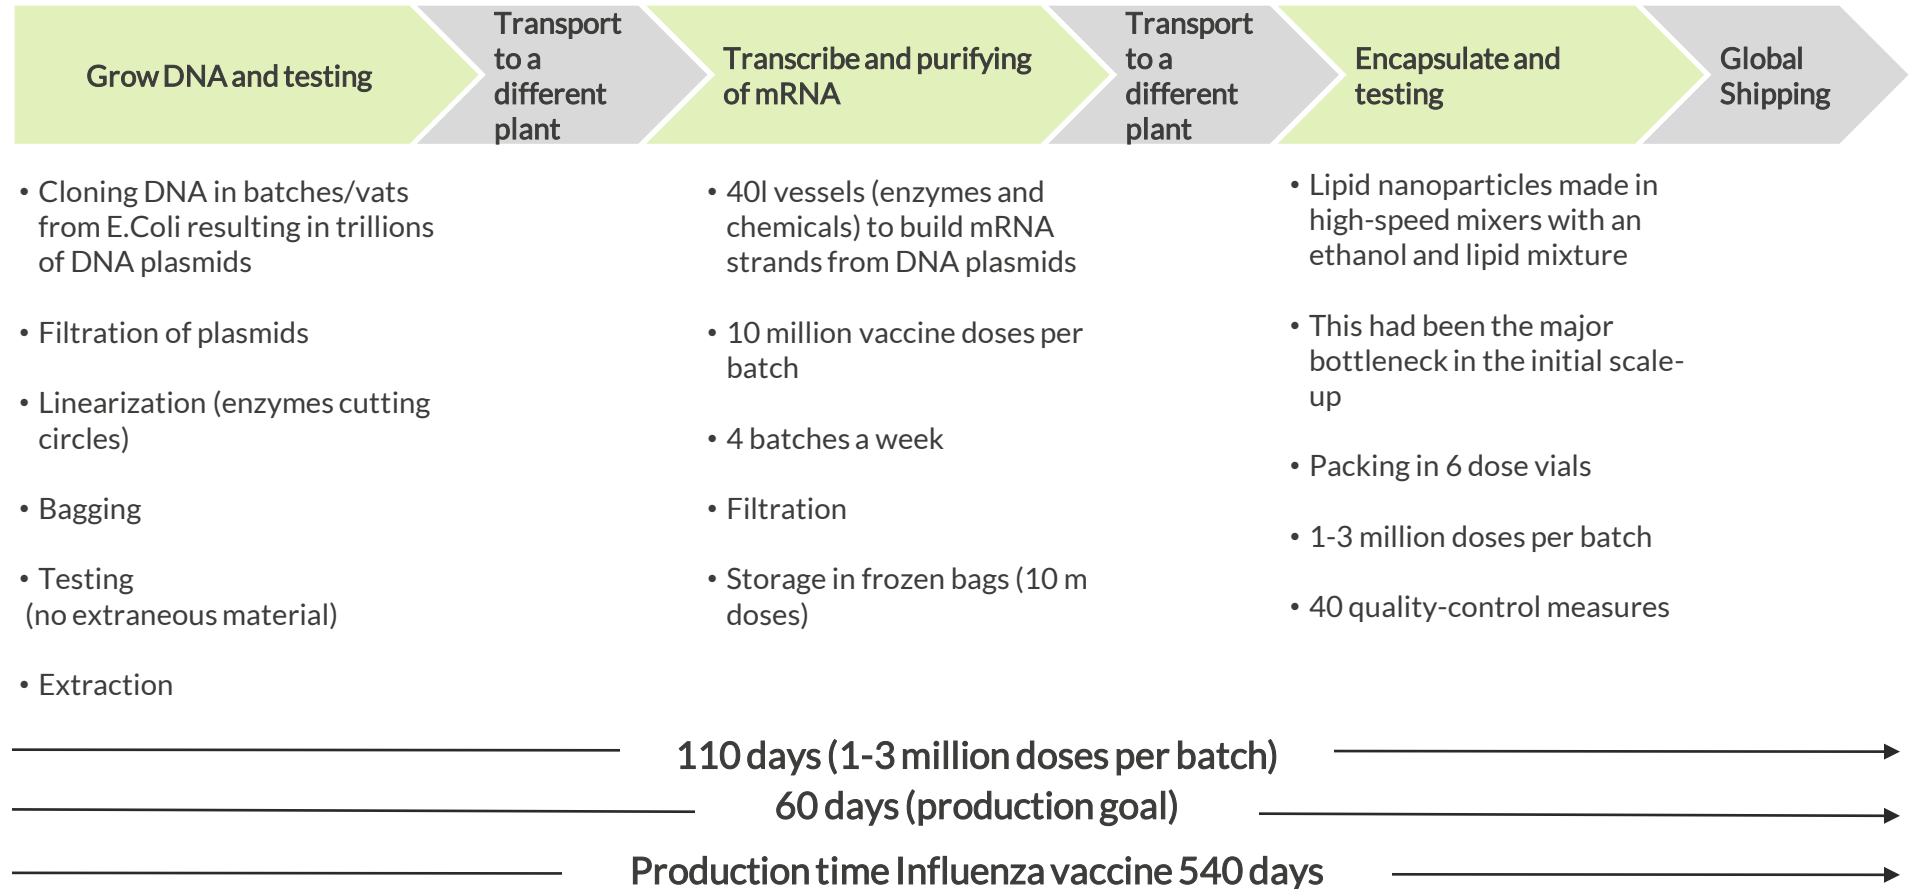 Grow DNA and testing
Transport
to a
different
plant
Transcribe and purifying
of mRNA
Transport
to a
different
plant
Encapsulate and
testing
Global
Shipping
• Cloning DNA in batches/vats
from E.Coli resulting in trillions
of DNA plasmids
• Filtration of plasmids
• Linearization (enzymes cutting
circles)
• Bagging
• Testing
(no extraneous material)
• Extraction
• 40l vessels (enzymes and
chemicals) to build mRNA
strands from DNA plasmids
• 10 million vaccine doses per
batch
• 4 batches a week
• Filtration
• Storage in frozen bags (10 m
doses)
• Lipid nanoparticles made in
high-speed mixers with an
ethanol and lipid mixture
• This had been the major
bottleneck in the initial scale-
up
• Packing in 6 dose vials
• 1-3 million doses per batch
• 40 quality-control measures
110 days (1-3 million doses per batch)
60 days (production goal)
Production time Influenza vaccine 540 days